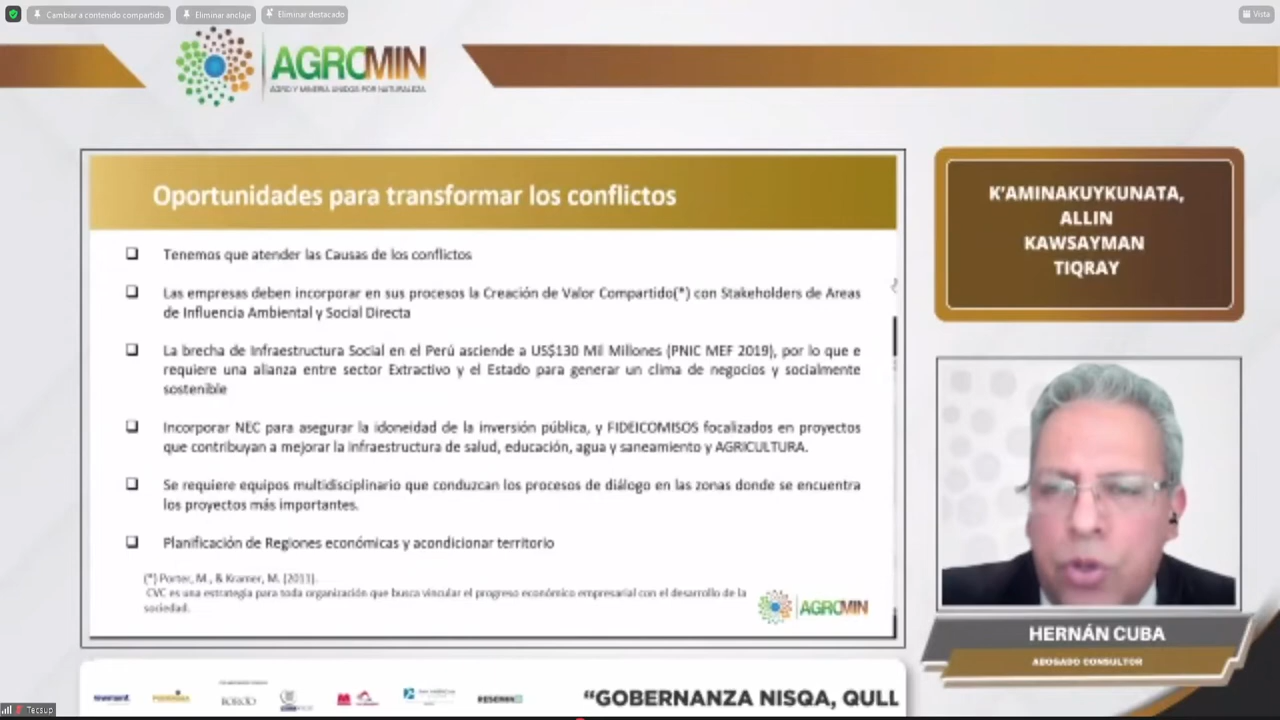 Cambiar a contenido compartido
Eliminar anclaje
Eliminar destacado
Vista
AGROMIN
AGRO Y MINERÍA UNIDOS POR NATURALEZA
Oportunidades para transformar los conflictos
Tenemos que atender las Causas de los conflictos
Las empresas deben incorporar en sus procesos la Creación de Valor Compartido(*) con Stakeholders de Areas
de Influencia Ambiental y Social Directa
La brecha de Infraestructura Social en el Perú asciende a US$130 Mil Millones (PNIC MEF 2019), por lo que e
requiere una alianza entre sector Extractivo y el Estado para generar un clima de negocios y socialmente
sostenible
Incorporar NEC para asegurar la idoneidad de la inversión pública, y FIDEICOMISOS focalizados en proyectos
que contribuyan a mejorar la infraestructura de salud, educación, agua y saneamiento y AGRICULTURA.
Se requiere equipos multidisciplinario que conduzcan los procesos de diálogo en las zonas donde se encuentra
los proyectos más importantes.
Planificación de Regiones económicas y acondicionar territorio
(*) Porter, M., & Kramer, M. (2011).
CVC es una estrategia para toda organización que busca vincular el progreso económico empresarial con el desarrollo de la
sociedad.
AGROMIN
K'AMINAKUYKUNATA,
ALLIN
KAWSAYMAN
TIQRAY
HERNÁN CUBA
ABOGADO CONSULTOR
"GOBERNANZA NISQA, QULL
Tecsup